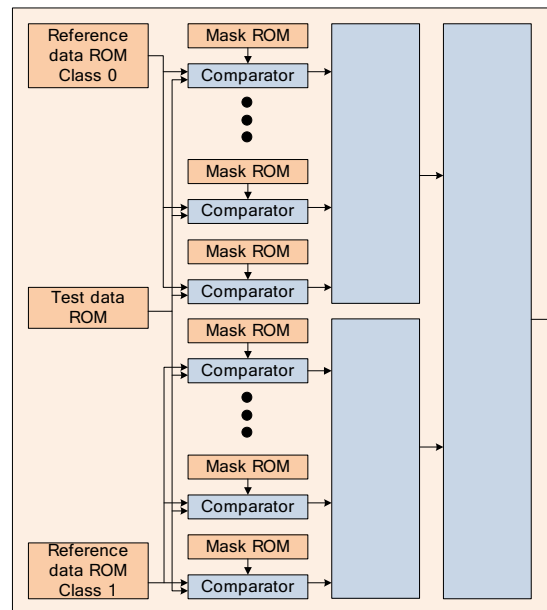 Reference
data ROM
Class 0
Mask ROM
Comparator
Mask ROM
Comparator
Mask ROM
Comparator
Test data
ROM
Mask ROM
Comparator
Mask ROM
Comparator
Mask ROM
Comparator
Reference
data ROM
Class 1